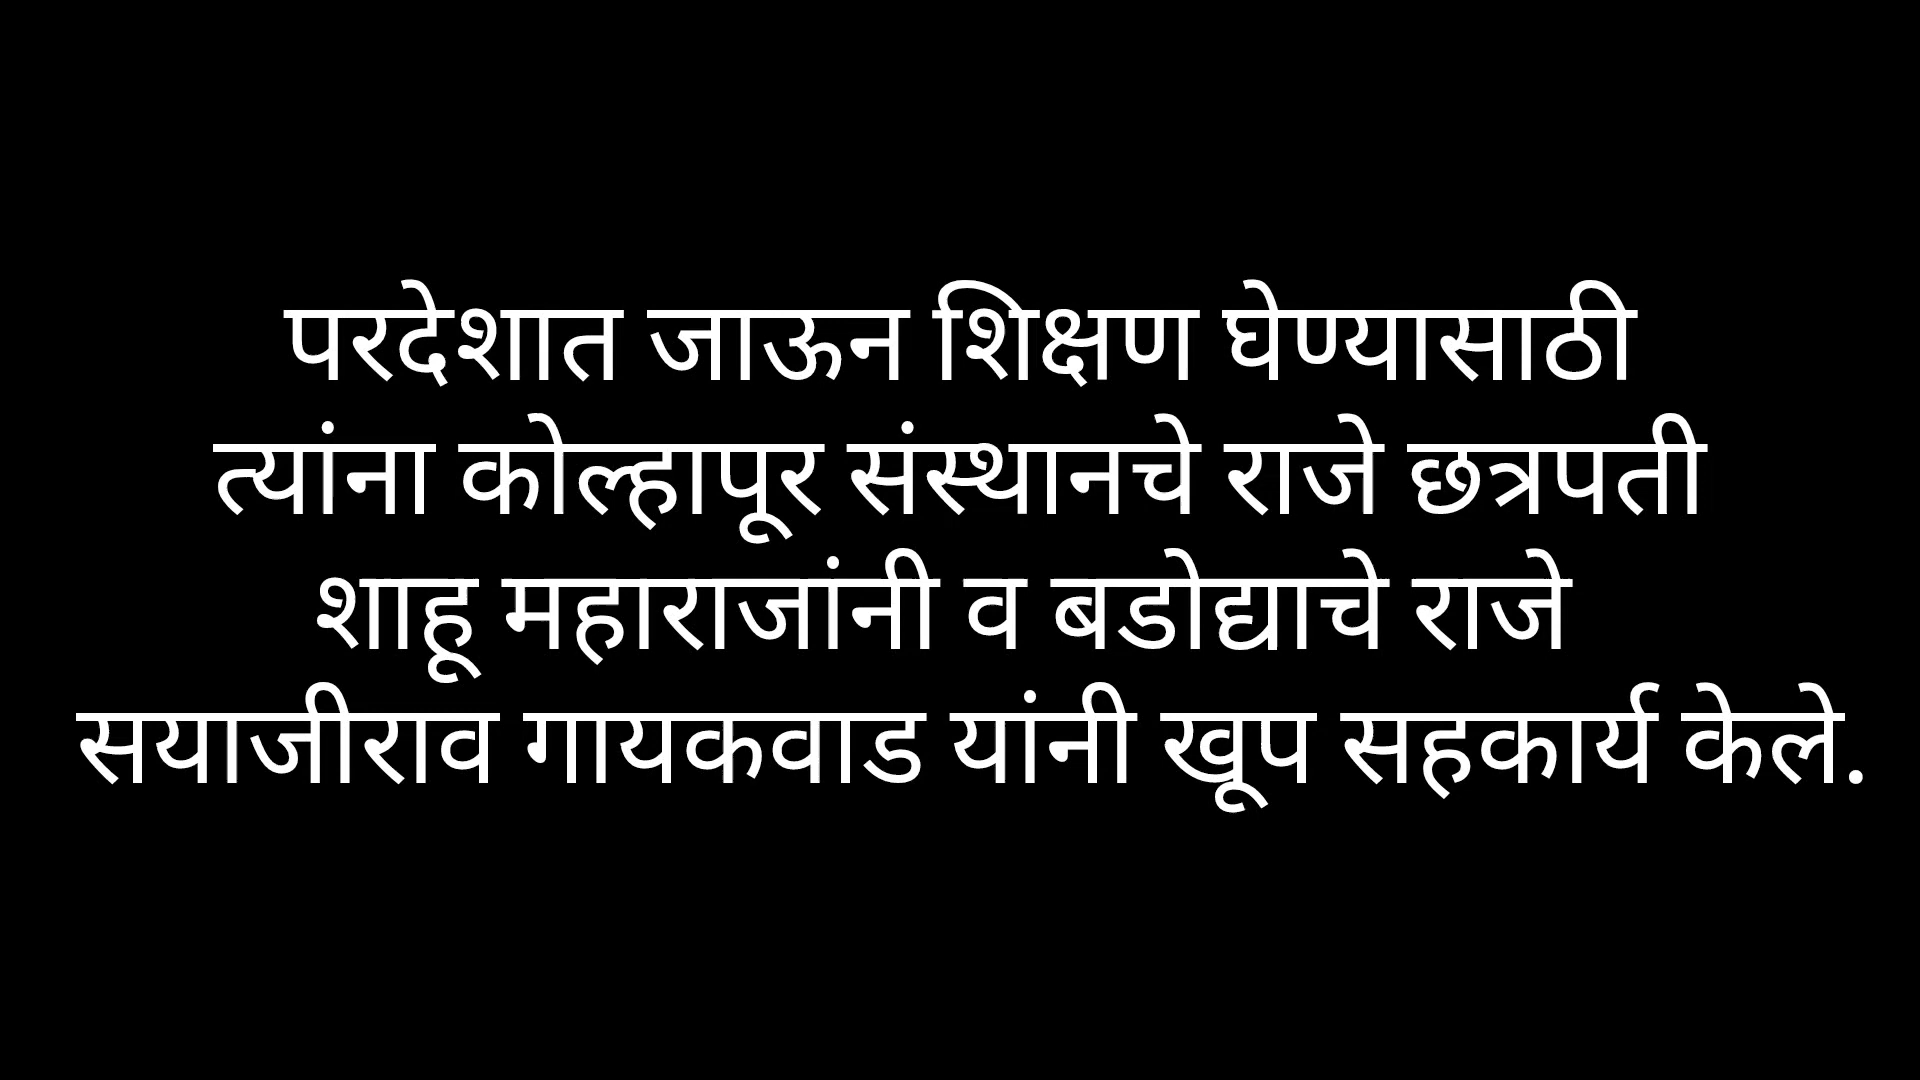 परदेशात जाऊन शिक्षण घेण्यासाठी
त्यांना कोल्हापूर संस्थानचे राजे छत्रपती
शाहू महाराजांनी व बडोद्याचे राजे
सयाजीराव गायकवाड यांनी खूप सहकार्य केले.